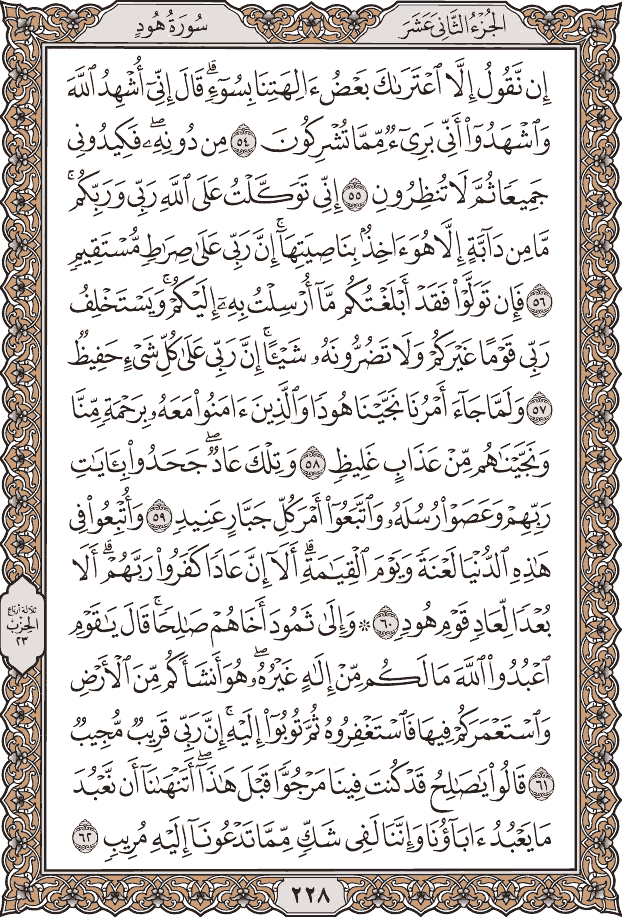 الجُزْءُ الثَّانِي عَشَرَ
سُورَةُ هُودٍ
إِن نَّقُولُ إِلَّا ٱعْتَرَىٰكَ بَعْضُ ءَالِهَتِنَا بِسُوٓءٖۗ قَالَ إِنِّيٓ أُشْهِدُ ٱللَّهَ
وَٱشْهَدُوٓاْ أَنِّي بَرِيٓءٞ مِّمَّا تُشْرِكُونَ ٥٤ مِن دُونِهِۦۖ فَكِيدُونِي
جَمِيعٗا ثُمَّ لَا تُنظِرُونِ ٥٥ إِنِّي تَوَكَّلْتُ عَلَى ٱللَّهِ رَبِّي وَرَبِّكُمۚ
مَّا مِن دَآبَّةٍ إِلَّا هُوَ ءَاخِذُۢ بِنَاصِيَتِهَآۚ إِنَّ رَبِّي عَلَىٰ صِرَٰطٖ مُّسْتَقِيمٖ
٥٦ فَإِن تَوَلَّوْاْ فَقَدْ أَبْلَغْتُكُم مَّآ أُرْسِلْتُ بِهِۦٓ إِلَيْكُمْۚ وَيَسْتَخْلِفُ
رَبِّي قَوْمًا غَيْرَكُمْ وَلَا تَضُرُّونَهُۥ شَيْـًٔاۚ إِنَّ رَبِّي عَلَىٰ كُلِّ شَيْءٍ حَفِيظٞ
٥٧ وَلَمَّا جَآءَ أَمْرُنَا نَجَّيْنَا هُودٗا وَٱلَّذِينَ ءَامَنُواْ مَعَهُۥ بِرَحْمَةٖ مِّنَّا
وَنَجَّيْنَٰهُم مِّنْ عَذَابٍ غَلِيظٖ ٥٨ وَتِلْكَ عَادٞۖ جَحَدُواْ بِـَٔايَٰتِ
رَبِّهِمْ وَعَصَوْاْ رُسُلَهُۥ وَٱتَّبَعُوٓاْ أَمْرَ كُلِّ جَبَّارٍ عَنِيدٖ ٥٩ وَأُتْبِعُواْ فِي
هَٰذِهِ ٱلدُّنْيَا لَعْنَةٗ وَيَوْمَ ٱلْقِيَٰمَةِۗ أَلَآ إِنَّ عَادٗا كَفَرُواْ رَبَّهُمْۗ أَلَا
بُعْدٗا لِّعَادٖ قَوْمِ هُودٖ ٦٠ ۞ وَإِلَىٰ ثَمُودَ أَخَاهُمْ صَٰلِحٗاۚ قَالَ يَٰقَوْمِ
ٱعْبُدُواْ ٱللَّهَ مَا لَكُم مِّنْ إِلَٰهٍ غَيْرُهُۥۖ هُوَ أَنشَأَكُم مِّنَ ٱلْأَرْضِ
وَٱسْتَعْمَرَكُمْ فِيهَا فَٱسْتَغْفِرُوهُ ثُمَّ تُوبُوٓاْ إِلَيْهِۚ إِنَّ رَبِّي قَرِيبٞ مُّجِيبٞ
٦١ قَالُواْ يَٰصَٰلِحُ قَدْ كُنتَ فِينَا مَرْجُوّٗا قَبْلَ هَٰذَآۖ أَتَنْهَىٰنَآ أَن نَّعْبُدَ
مَا يَعْبُدُ ءَابَآؤُنَا وَإِنَّنَا لَفِي شَكّٖ مِّمَّا تَدْعُونَآ إِلَيْهِ مُرِيبٖ ٦٢
ثلاثة أرباع
الحِزْب
٢٣
٢٢٨